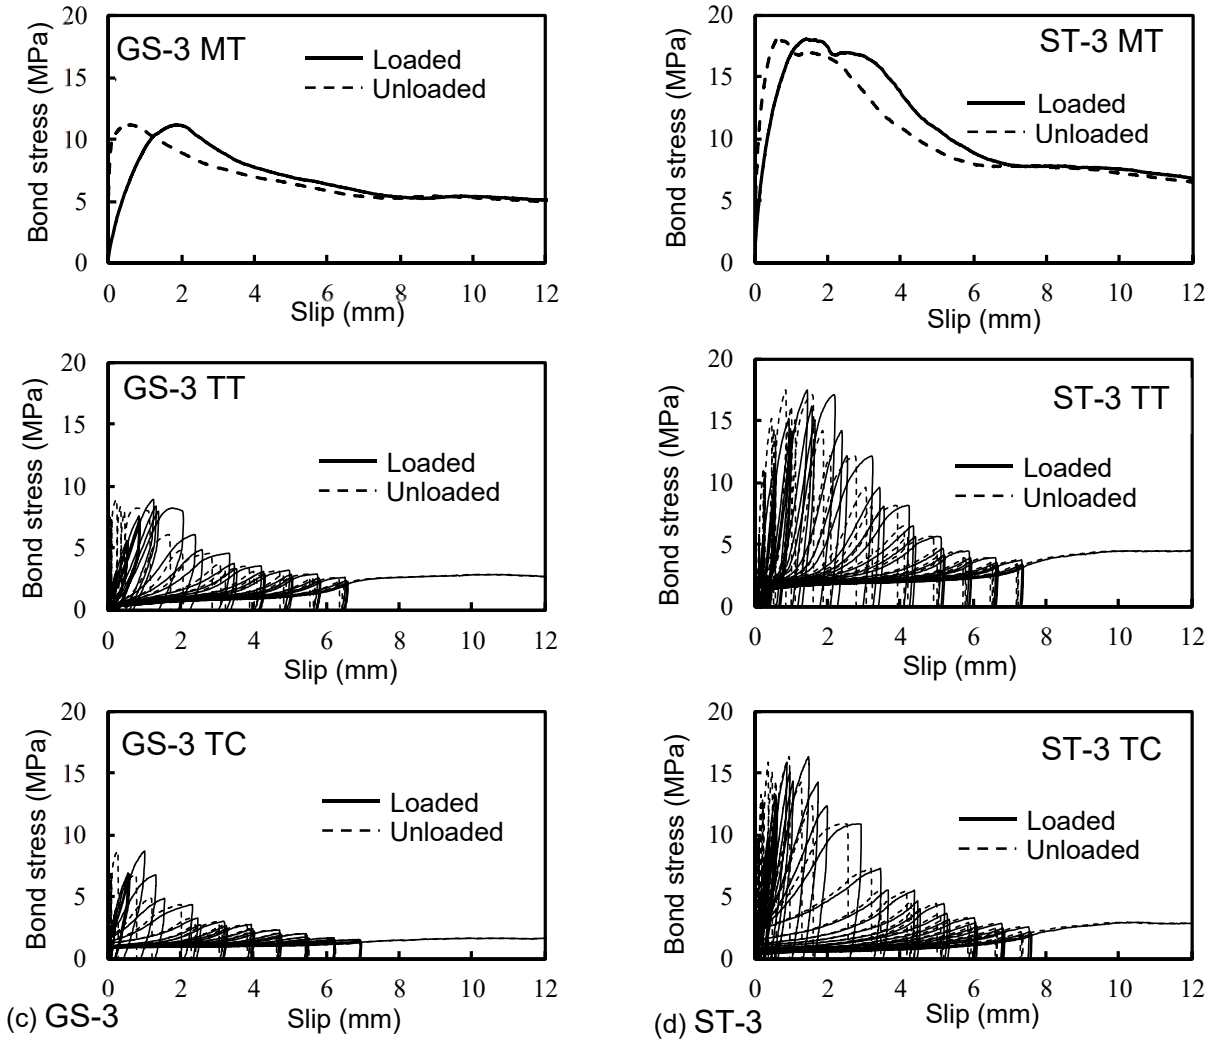 GS-3 MT
Loaded
Unloaded
Bond stress (MPa)
20
15
10
5
0
0 2 4 6 8 10 12
Slip (mm)
ST-3 MT
Loaded
Unloaded
Bond stress (MPa)
20
15
10
5
0
0 2 4 6 8 10 12
Slip (mm)
GS-3 TT
Loaded
Unloaded
Bond stress (MPa)
20
15
10
5
0
0 2 4 6 8 10 12
Slip (mm)
ST-3 TT
Loaded
Unloaded
Bond stress (MPa)
20
15
10
5
0
0 2 4 6 8 10 12
Slip (mm)
GS-3 TC
Loaded
Unloaded
Bond stress (MPa)
20
15
10
5
0
0 2 4 6 8 10 12
Slip (mm)
(c) GS-3
ST-3 TC
Loaded
Unloaded
Bond stress (MPa)
20
15
10
5
0
0 2 4 6 8 10 12
Slip (mm)
(d) ST-3